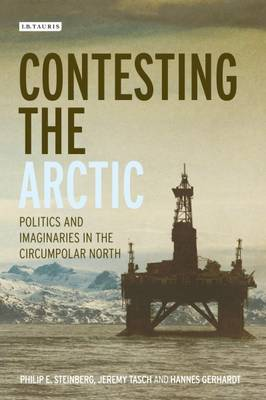 I.B.TAURIS
CONTESTING
THE
ARCTIC
POLITICS AND
IMAGINARIES IN THE
CIRCUMPOLAR NORTH
PHILIP E. STEINBERG, JEREMY TASCH AND HANNES GERHARDT